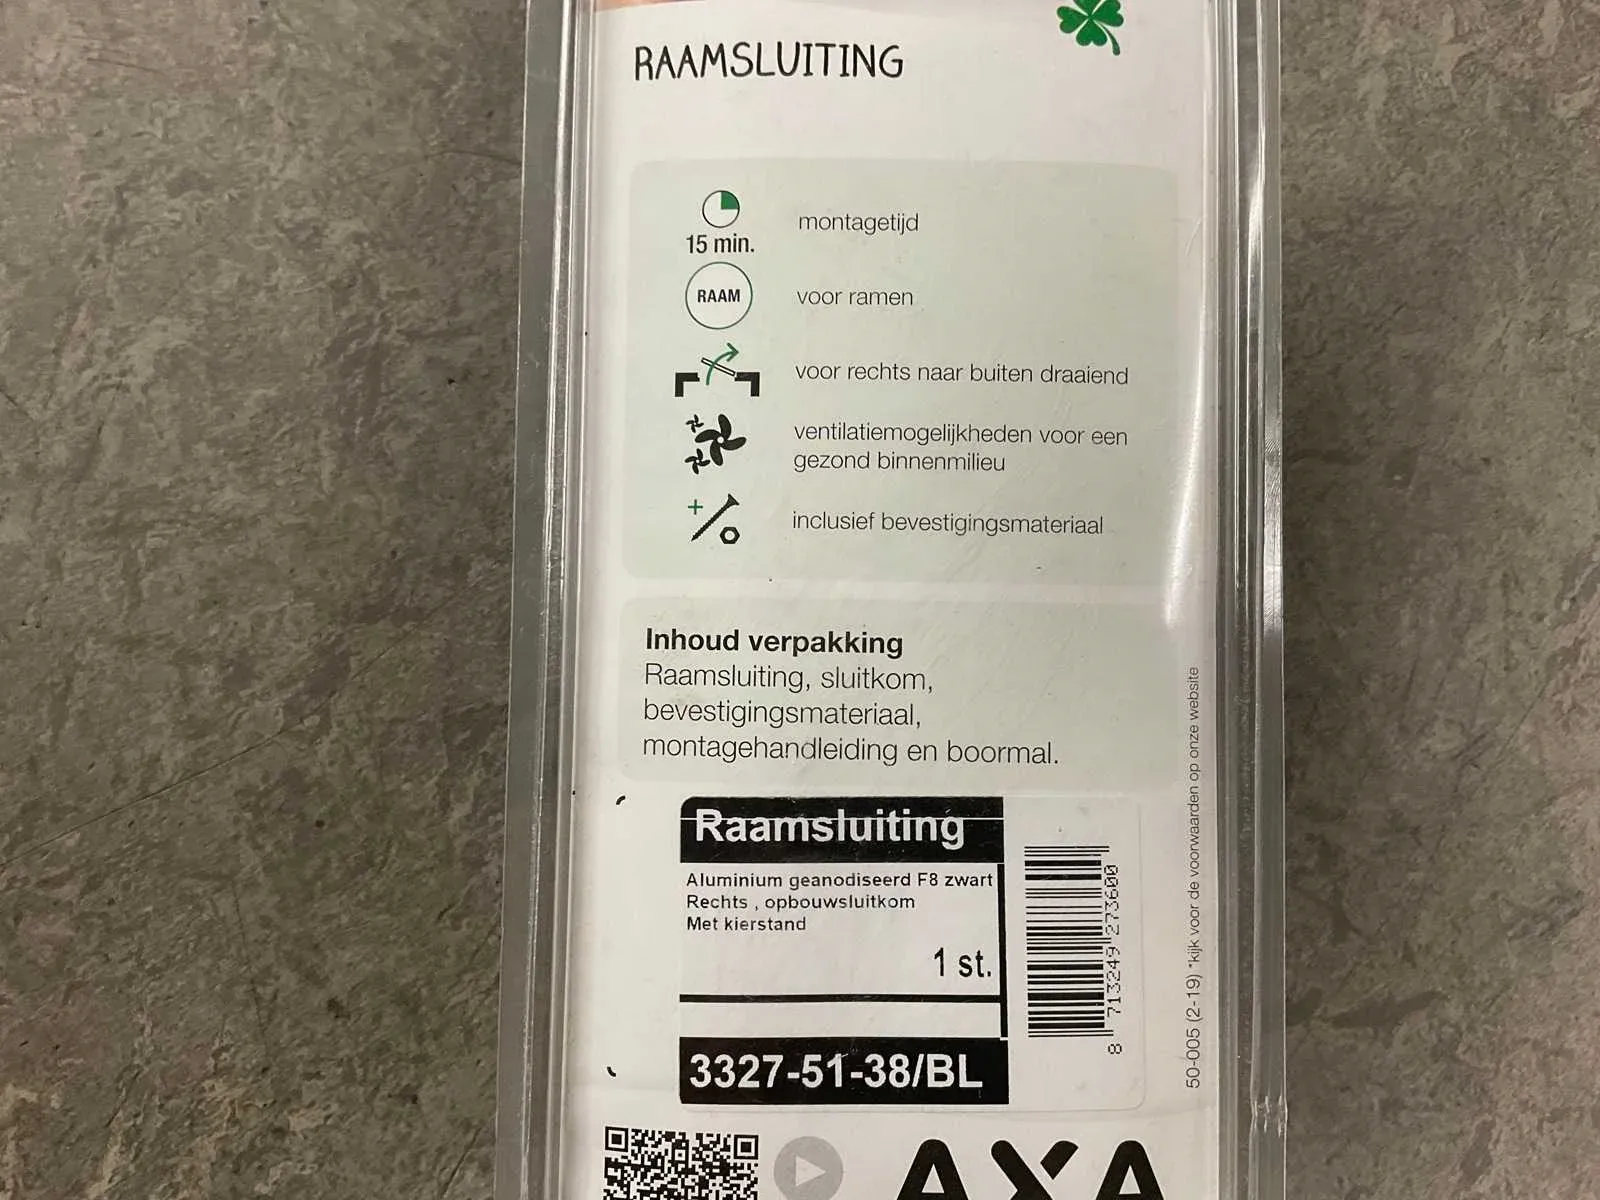 RAAMSLUITING
15 min.
montagetijd
RAAM
voor ramen
voor rechts naar buiten draaiend
ventilatiemogelijkheden voor een
gezond binnenmilieu
inclusief bevestigingsmateriaal
Inhoud verpakking
Raamsluiting, sluitkom,
bevestigingsmateriaal,
montagehandleiding en boormal.
Raamsluiting
Aluminium geanodiseerd F8 zwart
Rechts , opbouwsluitkom
Met kierstand
1 st.
3327-51-38/BL
8 713249 273600
50-005 (2-19) *kijk voor de voorwaarden op onze website
AXA